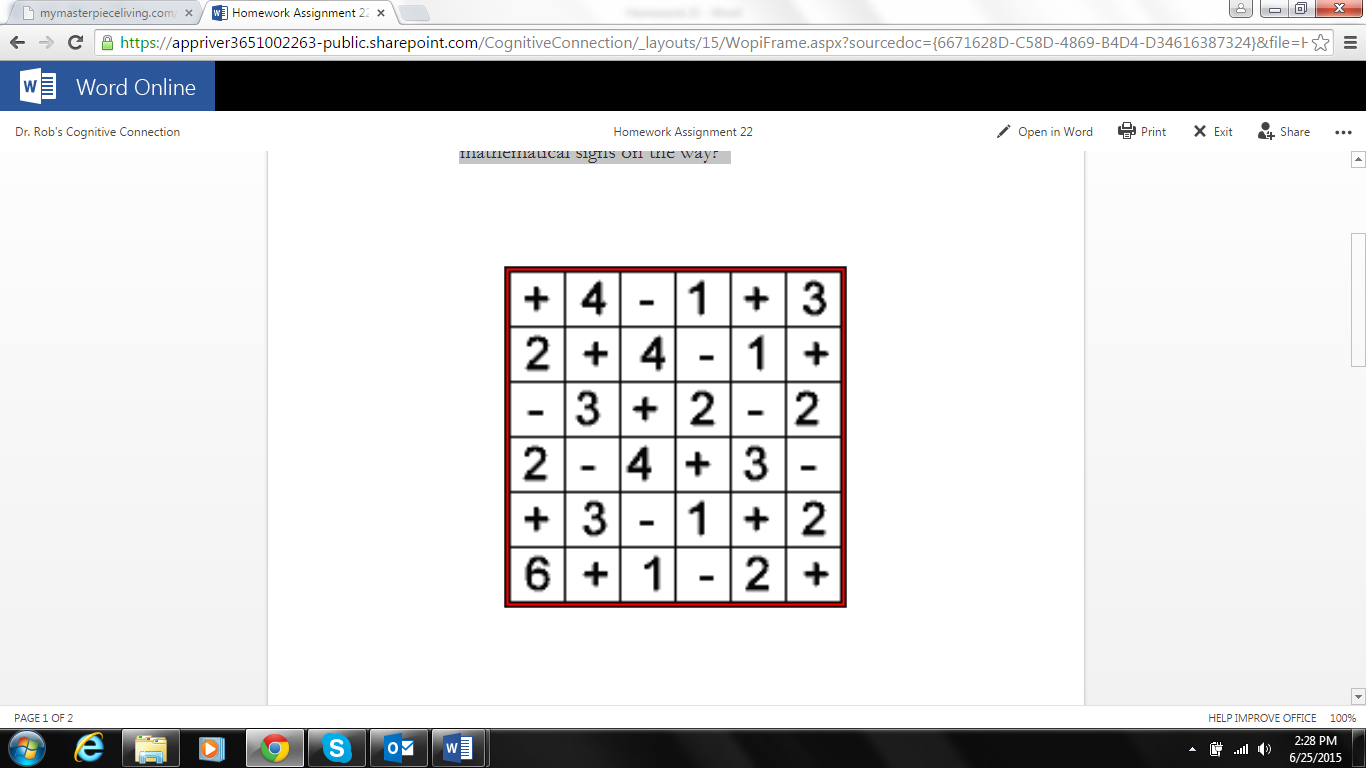 mymasterpieceliving.com/
Homework Assignment 22
https://appriver3651002263-public.sharepoint.com/CognitiveConnection/_layouts/15/WopiFrame.aspx?sourcedoc={6671628D-C58D-4869-B4D4-D34616387324}&file=H
Word Online
Dr. Rob's Cognitive Connection
Homework Assignment 22
Open in Word
Print
Exit
Share
mathematical signs on the way?
+ 4 - 1 + 3
2 + 4 - 1 +
- 3 + 2 - 2
2 - 4 + 3 -
+ 3 - 1 + 2
6 + 1 - 2 +
PAGE 1 OF 2
HELP IMPROVE OFFICE 100%
2:28 PM
6/25/2015